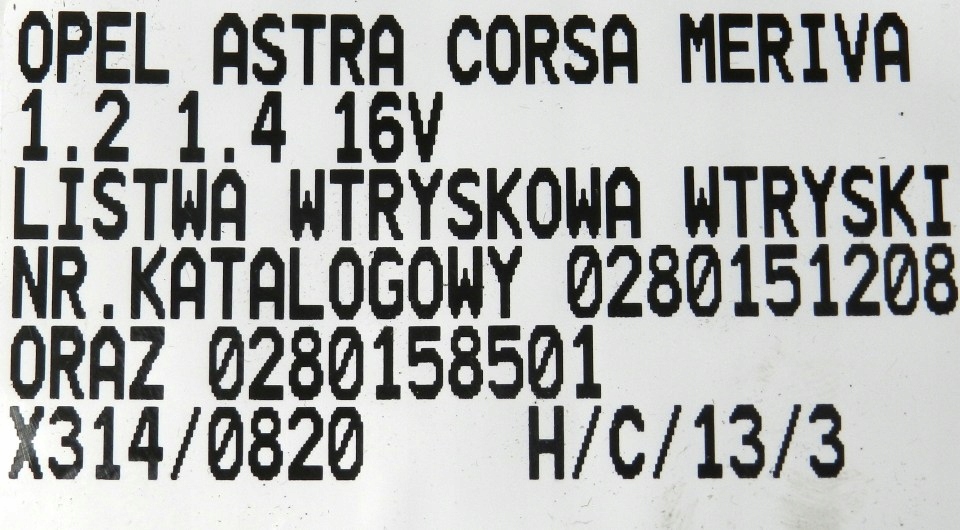 OPEL ASTRA CORSA MERIVA
1.2 1.4 16V
LISTWA WTRYSKOWA WTRYSKI
NR.KATALOGOWY 0280151208
ORAZ 0280158501
X314/0820 H/C/13/3